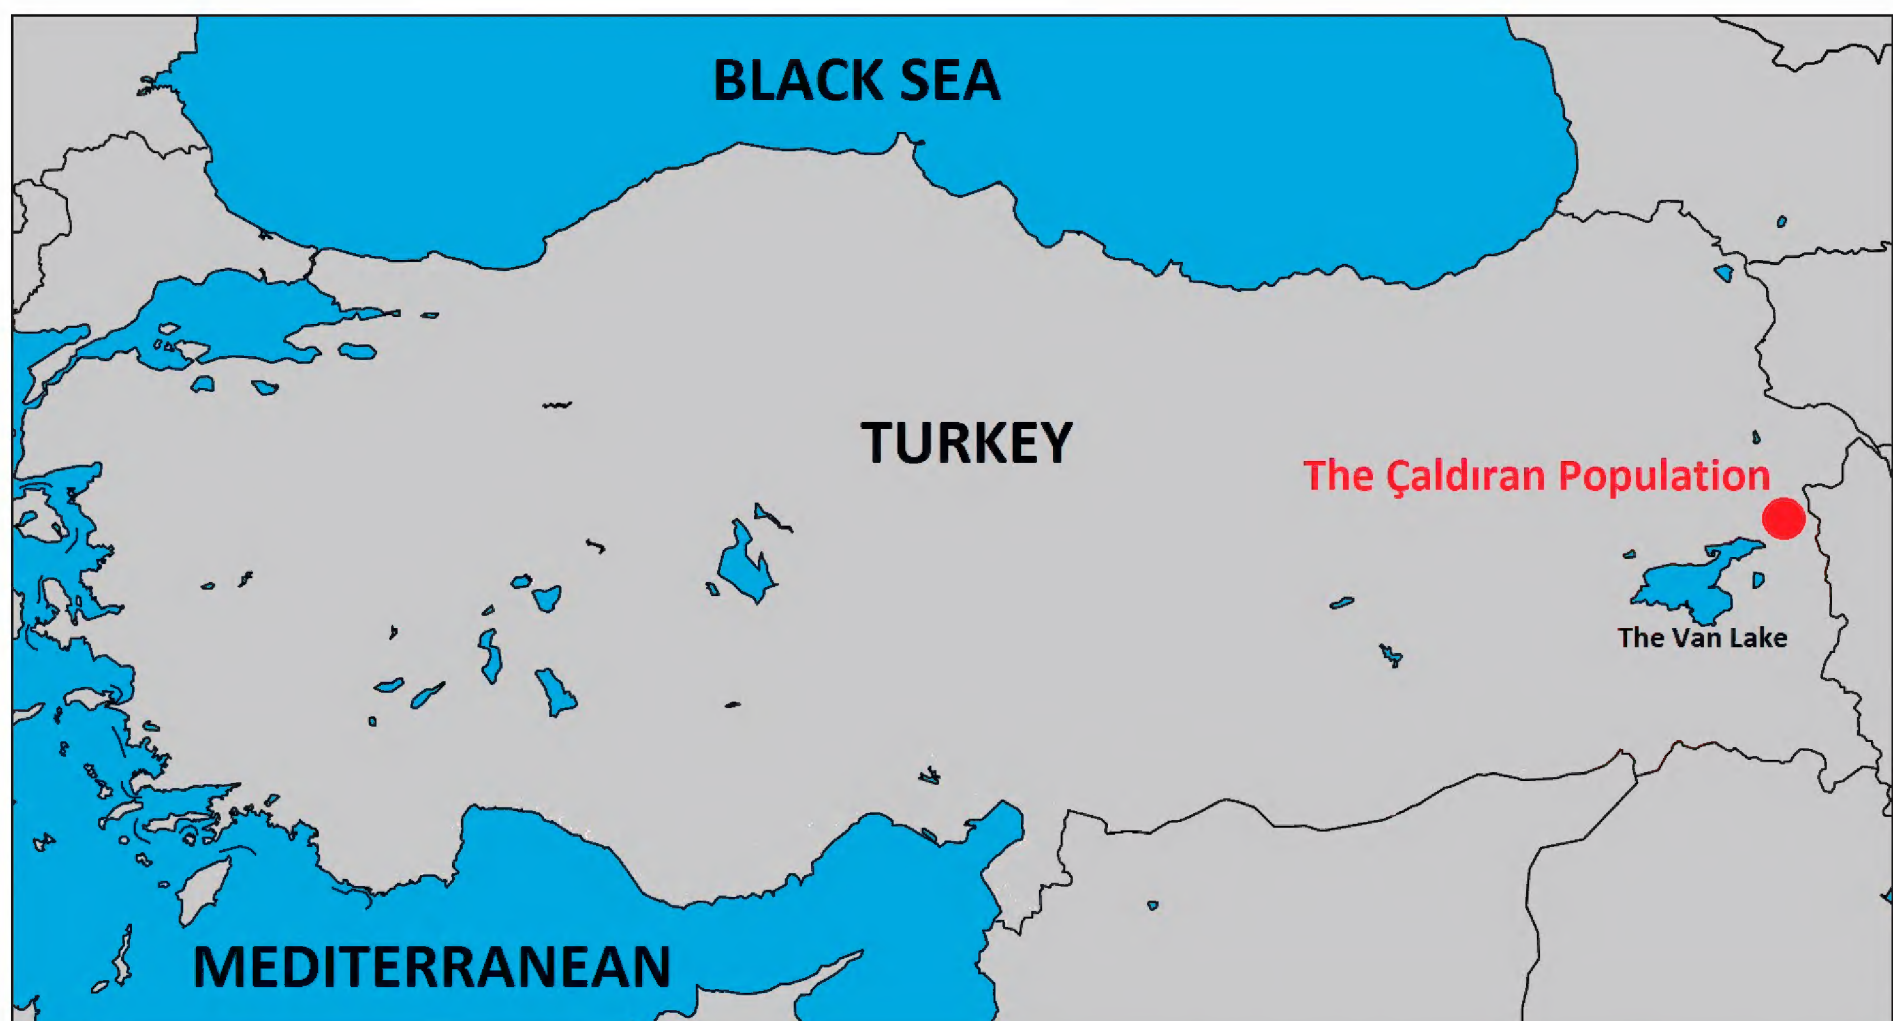 BLACK SEA
TURKEY
The Çaldıran Population
The Van Lake
MEDITERRANEAN